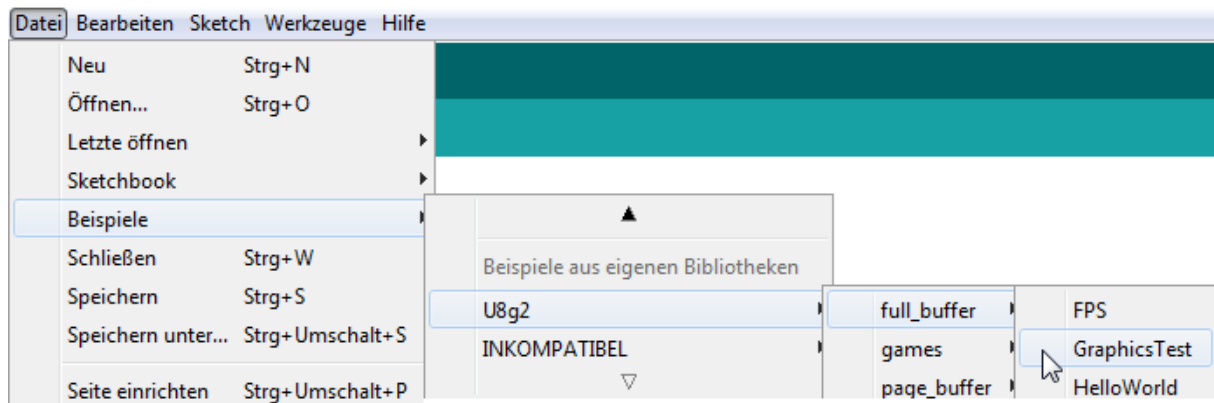 Datei Bearbeiten Sketch Werkzeuge Hilfe
Neu Strg+N
Öffnen... Strg+O
Letzte öffnen
Sketchbook
Beispiele
Schließen Strg+W
Speichern Strg+S
Speichern unter... Strg+Umschalt+S
Seite einrichten Strg+Umschalt+P
Beispiele aus eigenen Bibliotheken
U8g2
INKOMPATIBEL
full_buffer
games
page_buffer
FPS
GraphicsTest
HelloWorld